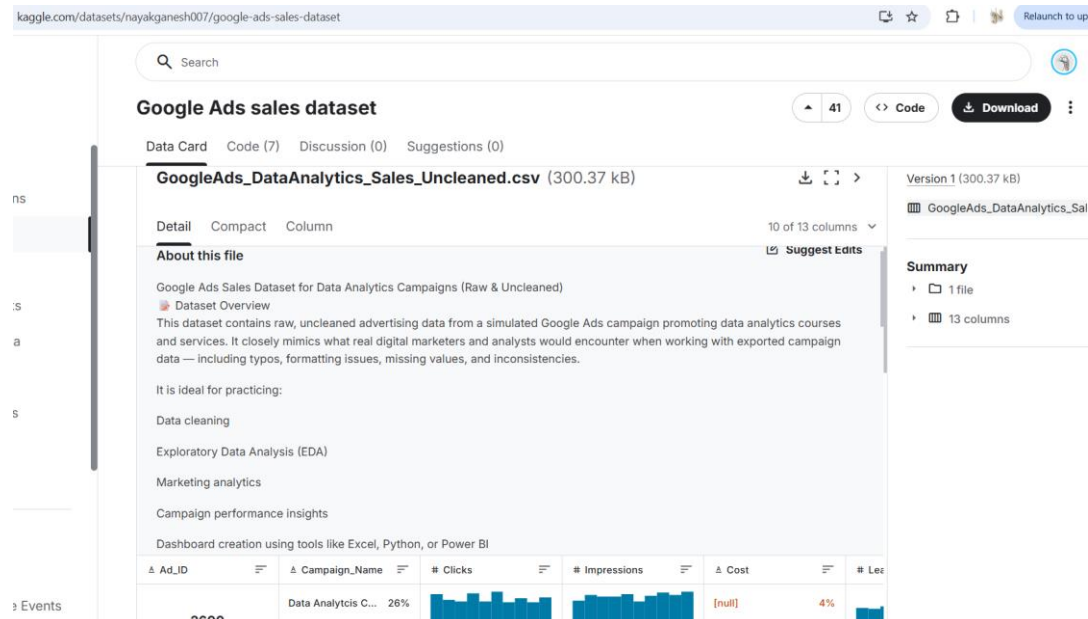 kaggle.com/datasets/nayakganesh007/google-ads-sales-dataset
Relaunch to up
Search
Google Ads sales dataset
41
<> Code
Download
Data Card Code (7) Discussion (0) Suggestions (0)
GoogleAds_DataAnalytics_Sales_Uncleaned.csv (300.37 kB)
Version 1 (300.37 kB)
ns
GoogleAds_DataAnalytics_Sal
Detail Compact Column
10 of 13 columns
About this file
Suggest Edits
Summary
Google Ads Sales Dataset for Data Analytics Campaigns (Raw & Uncleaned)
1 file
Dataset Overview
ts
This dataset contains raw, uncleaned advertising data from a simulated Google Ads campaign promoting data analytics courses
13 columns
and services. It closely mimics what real digital marketers and analysts would encounter when working with exported campaign
a
data — including typos, formatting issues, missing values, and inconsistencies.
It is ideal for practicing:
s
Data cleaning
Exploratory Data Analysis (EDA)
Marketing analytics
Campaign performance insights
Dashboard creation using tools like Excel, Python, or Power BI
Ad_ID
Campaign_Name
# Clicks
# Impressions
Cost
# Lea
e Events
2600
Data Analytcis C... 26%
[null] 4%